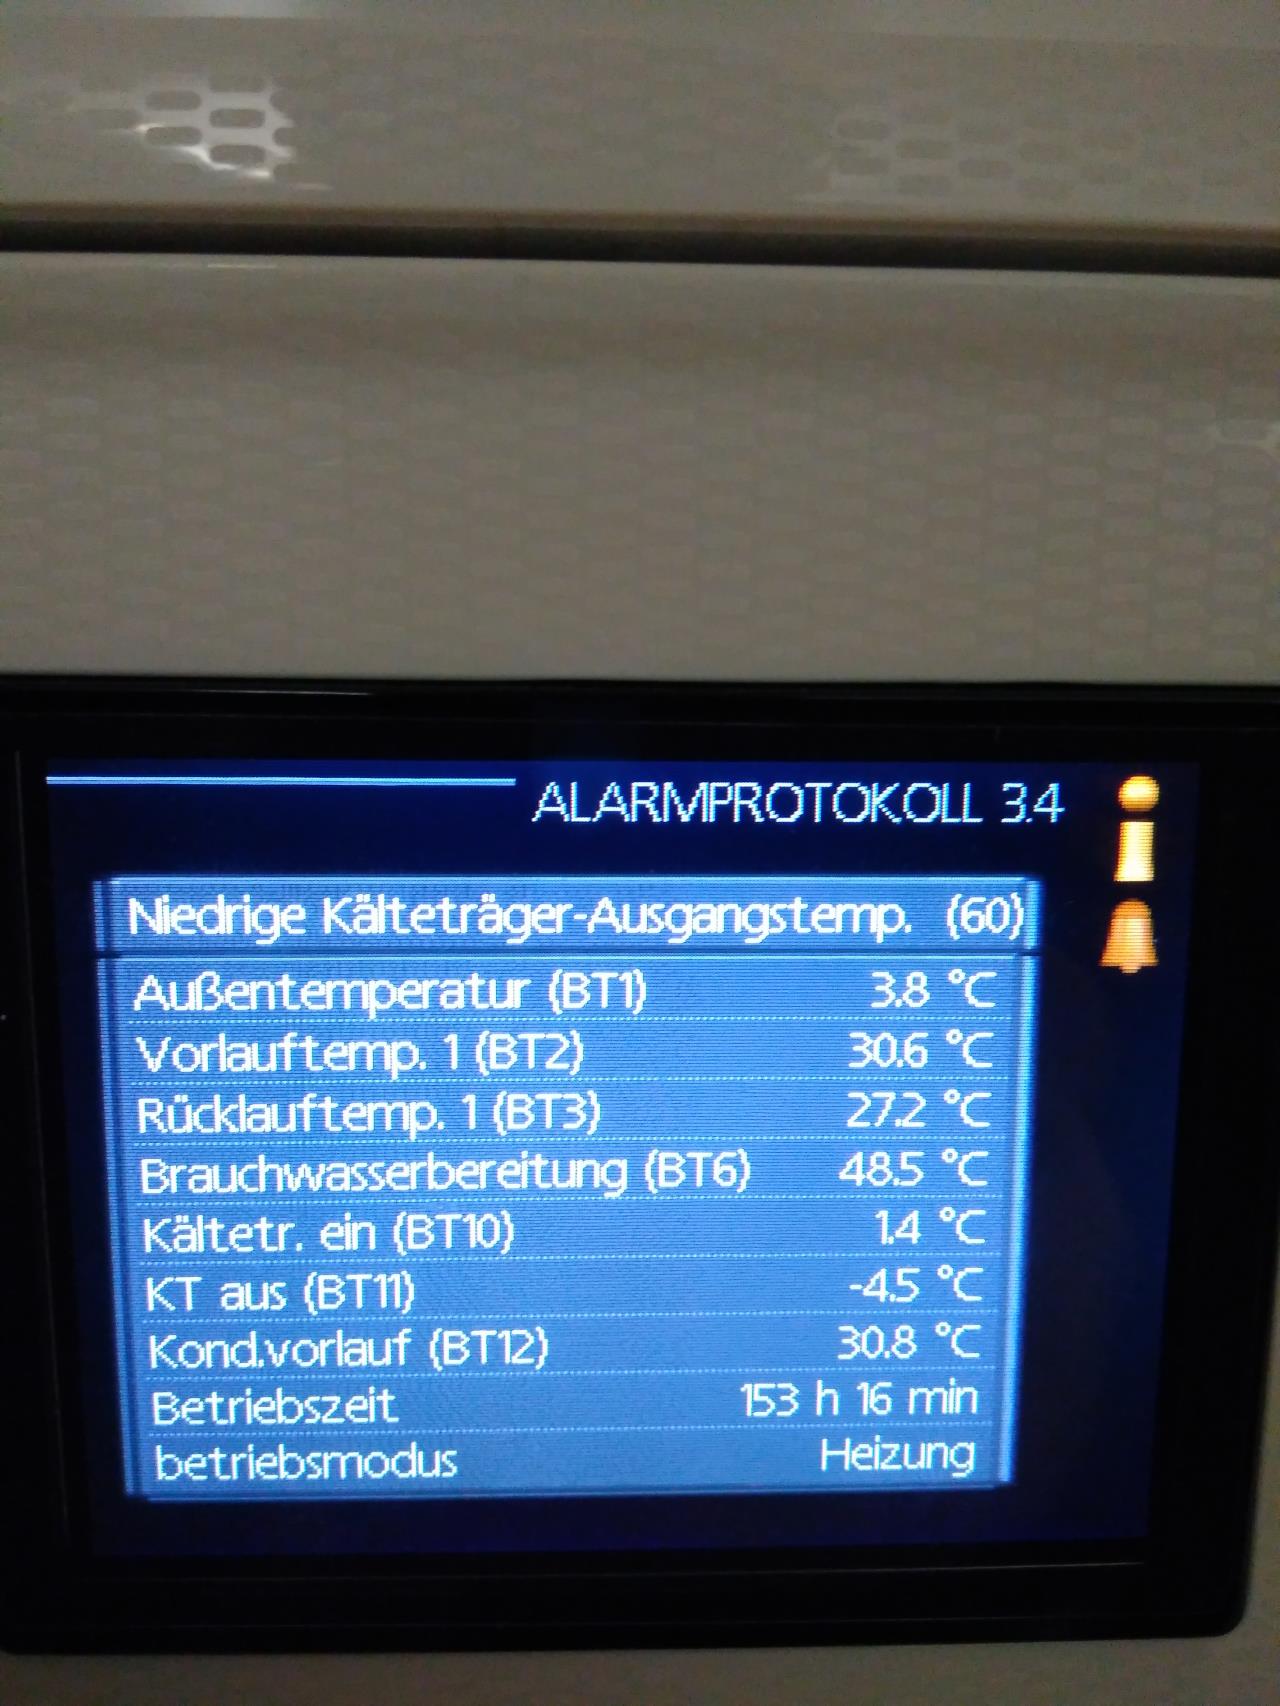 ALARMPROTOKOLL 3.4
Niedrige Kälteträger-Ausgangstemp. (60)
Außentemperatur (BT1) 3.8 °C
Vorlauftemp. 1 (BT2) 30.6 °C
Rücklauftemp. 1 (BT3) 27.2 °C
Brauchwasserbereitung (BT6) 48.5 °C
Kältetr. ein (BT10) 1.4 °C
KT aus (BT11) -4.5 °C
Kond.vorlauf (BT12) 30.8 °C
Betriebszeit 153 h 16 min
betriebsmodus Heizung